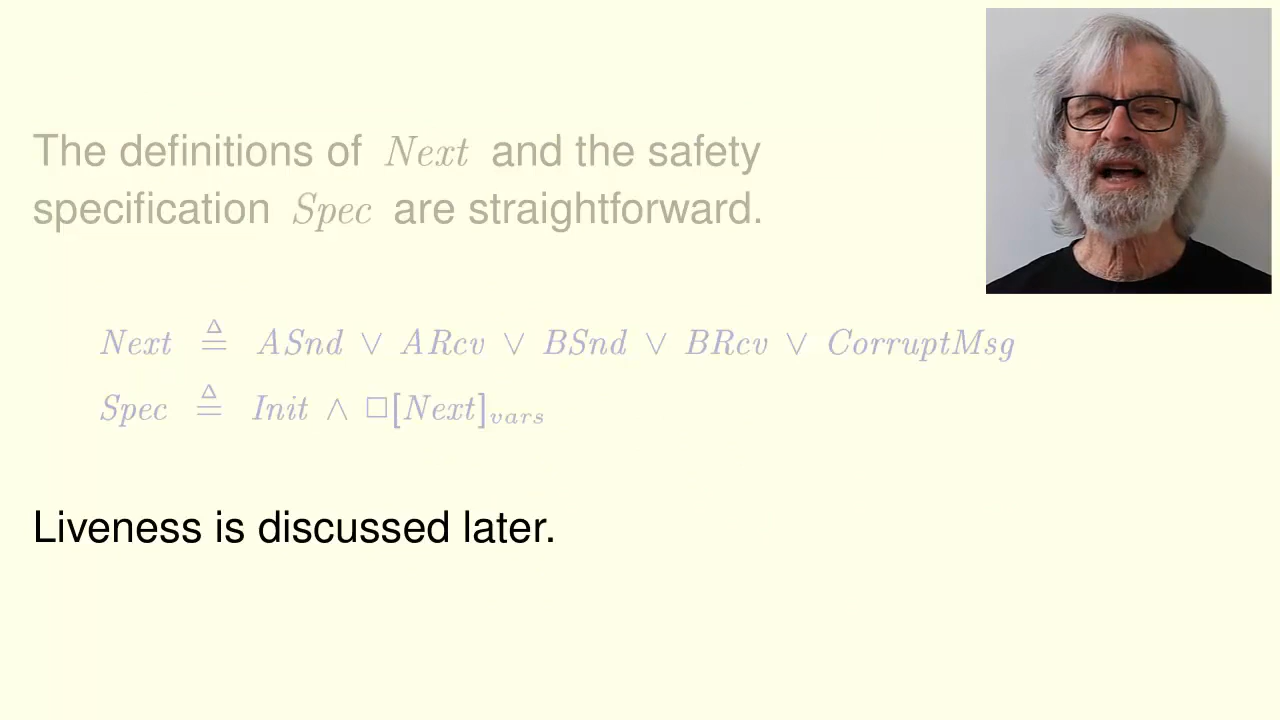 The definitions of Next and the safety
specification Spec are straightforward.
Next ≜ ASnd ∨ ARcv ∨ BSnd ∨ BRcv ∨ CorruptMsg
Spec ≜ Init ∧ □[Next]_vars
Liveness is discussed later.